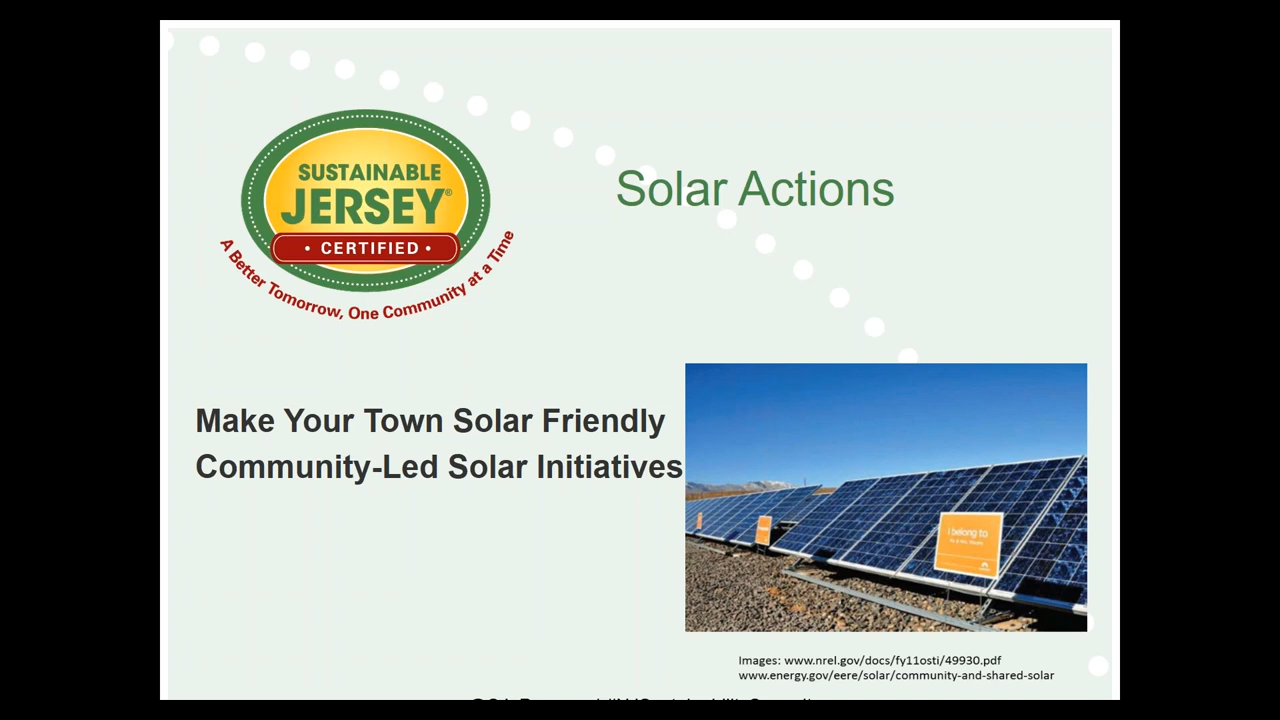 SUSTAINABLE
JERSEY®
• CERTIFIED •
A Better Tomorrow, One Community at a Time
Solar Actions
Make Your Town Solar Friendly
Community-Led Solar Initiatives
I belong to
Images: www.nrel.gov/docs/fy11osti/49930.pdf
www.energy.gov/eere/solar/community-and-shared-solar